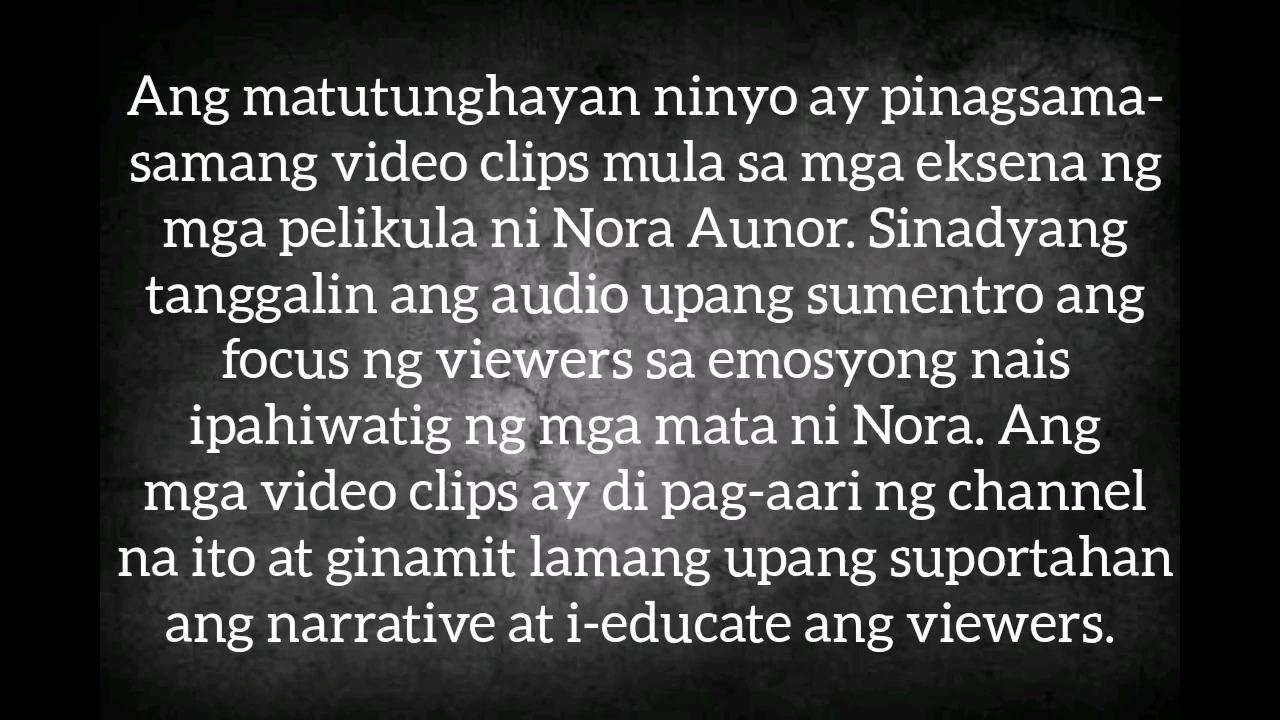 Ang matutunghayan ninyo ay pinagsama-
samang video clips mula sa mga eksena ng
mga pelikula ni Nora Aunor. Sinadyang
tanggalin ang audio upang sumentro ang
focus ng viewers sa emosyong nais
ipahiwatig ng mga mata ni Nora. Ang
mga video clips ay di pag-aari ng channel
na ito at ginamit lamang upang suportahan
ang narrative at i-educate ang viewers.